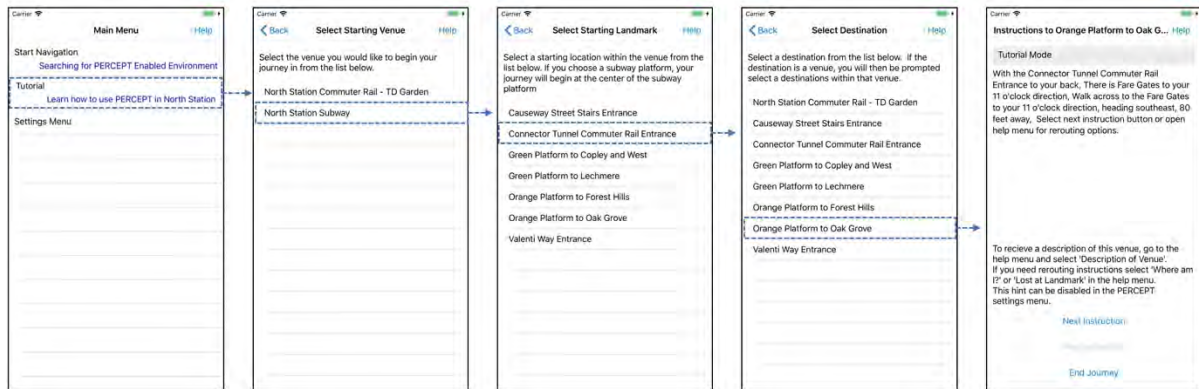 Carrier
Main Menu
Help
Start Navigation
Searching for PERCEPT Enabled Environment
Tutorial
Learn how to use PERCEPT in North Station
Settings Menu
Carrier
Back
Select Starting Venue
Help
Select the venue you would like to begin your
journey in from the list below.
North Station Commuter Rail - TD Garden
North Station Subway
Carrier
Back
Select Starting Landmark
Help
Select a starting location within the venue from the
list below. If you choose a subway platform, your
journey will begin at the center of the subway
platform
Causeway Street Stairs Entrance
Connector Tunnel Commuter Rail Entrance
Green Platform to Copley and West
Green Platform to Lechmere
Orange Platform to Forest Hills
Orange Platform to Oak Grove
Valenti Way Entrance
Carrier
Back
Select Destination
Help
Select a destination from the list below. If the
destination is a venue, you will then be prompted
select a destinations within that venue.
North Station Commuter Rail - TD Garden
Causeway Street Stairs Entrance
Connector Tunnel Commuter Rail Entrance
Green Platform to Copley and West
Green Platform to Lechmere
Orange Platform to Forest Hills
Orange Platform to Oak Grove
Valenti Way Entrance
Carrier
Instructions to Orange Platform to Oak G... Help
Tutorial Mode
With the Connector Tunnel Commuter Rail
Entrance to your back, There is Fare Gates to your
11 o'clock direction, Walk across to the Fare Gates
to your 11 o'clock direction, heading southeast, 80
feet away, Select next instruction button or open
help menu for rerouting options.
To recieve a description of this venue, go to the
help menu and select 'Description of Venue'.
If you need rerouting instructions select 'Where am
I?' or 'Lost at Landmark' in the help menu.
This hint can be disabled in the PERCEPT
settings menu.
Next Instruction
End Journey